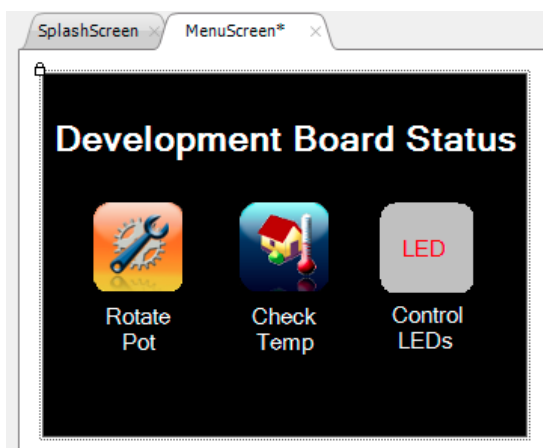 SplashScreen
MenuScreen*
Development Board Status
LED
Rotate
Pot
Check
Temp
Control
LEDs